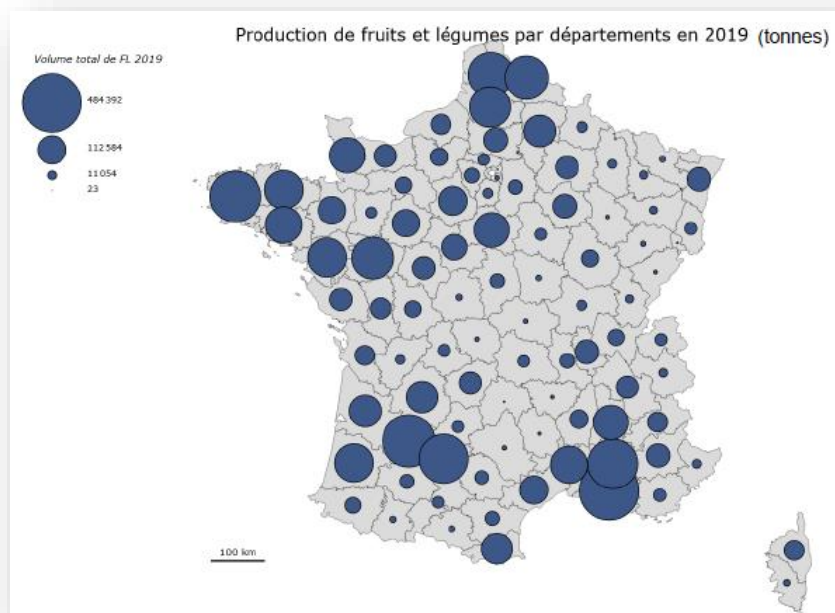 Production de fruits et légumes par départements en 2019 (tonnes)
Volume total de FL 2019
484 392
112 584
11 054
23
100 km